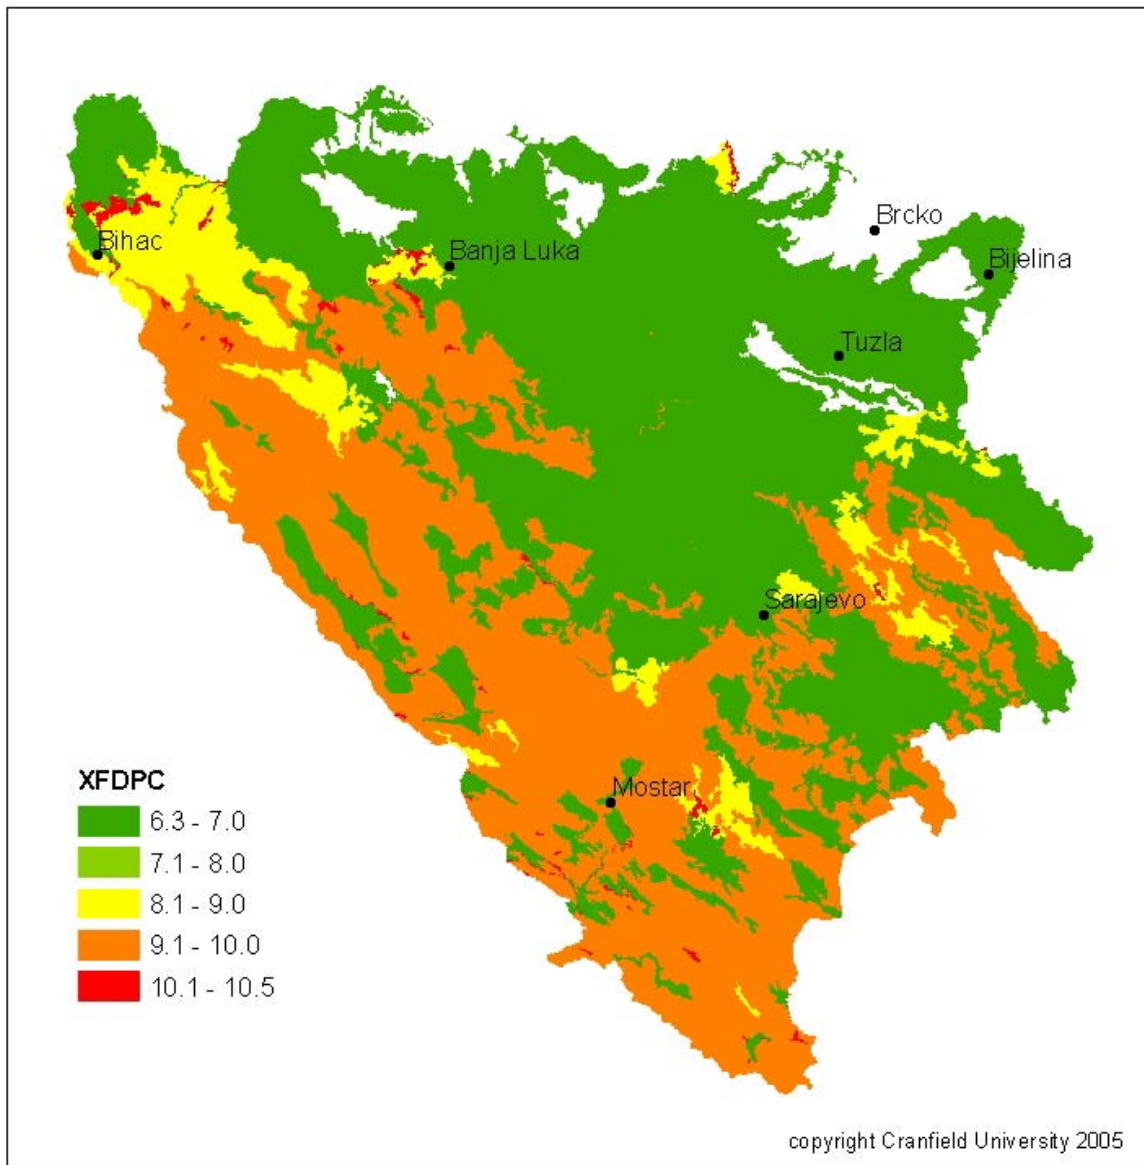 Brcko
Bihac
Banja Luka
Bijelina
Tuzla
Sarajevo
Mostar
XFDPC
6.3 - 7.0
7.1 - 8.0
8.1 - 9.0
9.1 - 10.0
10.1 - 10.5
copyright Cranfield University 2005